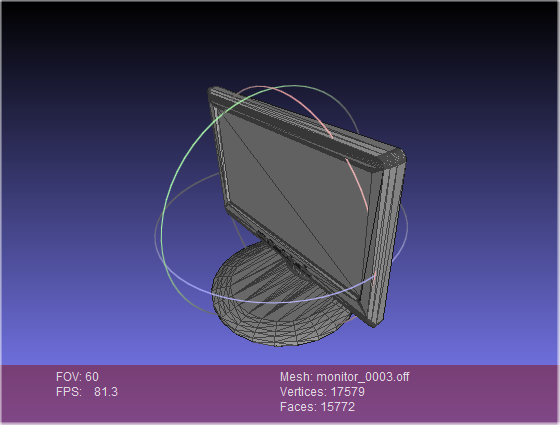 FOV: 60
FPS: 81.3
Mesh: monitor_0003.off
Vertices: 17579
Faces: 15772